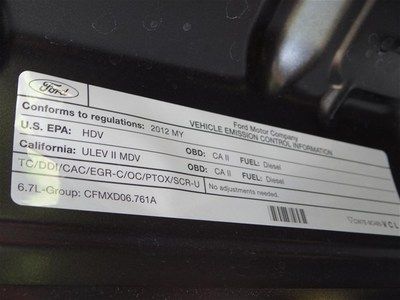 Ford
Ford Motor Company
VEHICLE EMISSION CONTROL INFORMATION
Conforms to regulations: 2012 MY
U.S. EPA: HDV OBD: CA II FUEL: Diesel
California: ULEV II MDV OBD: CA II FUEL: Diesel
TC/DDI/CAC/EGR-C/OC/PTOX/SCR-U No adjustments needed.
6.7L-Group: CFMXD06.761A
VCL